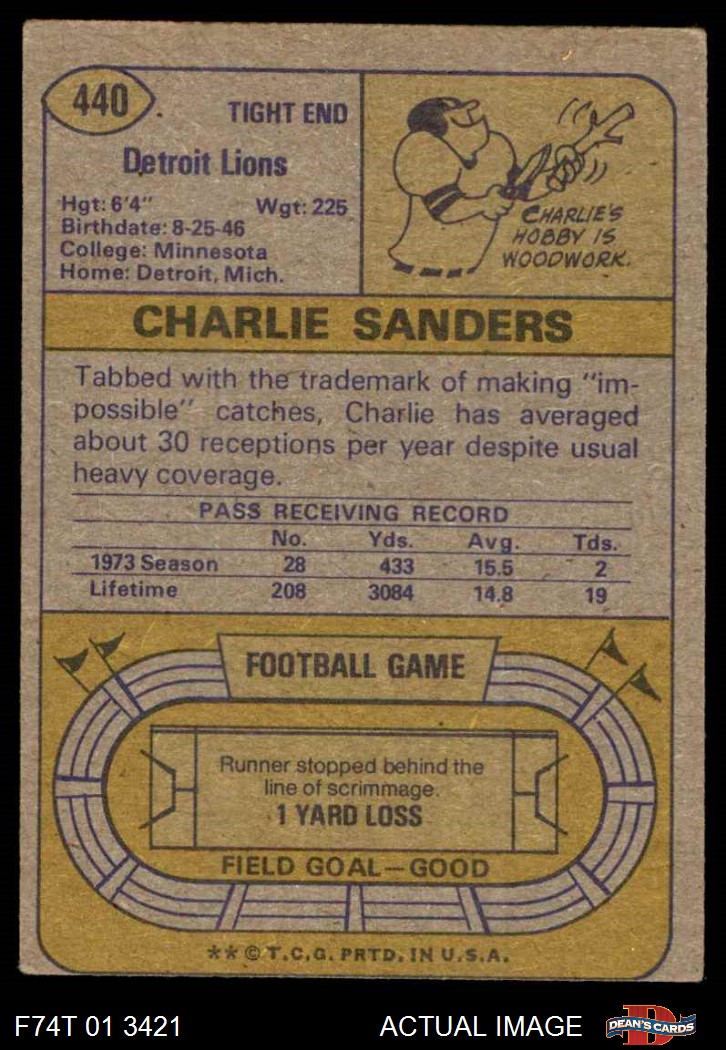 440
TIGHT END
Detroit Lions
Hgt: 6'4" Wgt: 225
Birthdate: 8-25-46
College: Minnesota
Home: Detroit, Mich.
CHARLIE'S
HOBBY IS
WOODWORK.
CHARLIE SANDERS
Tabbed with the trademark of making "im-
possible" catches, Charlie has averaged
about 30 receptions per year despite usual
heavy coverage.
PASS RECEIVING RECORD
No. Yds. Avg. Tds.
1973 Season 28 433 15.5 2
Lifetime 208 3084 14.8 19
FOOTBALL GAME
Runner stopped behind the
line of scrimmage.
1 YARD LOSS
FIELD GOAL—GOOD
** © T.C.G. PRTD. IN U.S.A.
F74T 01 3421 ACTUAL IMAGE
D
DEAN'S CARDS